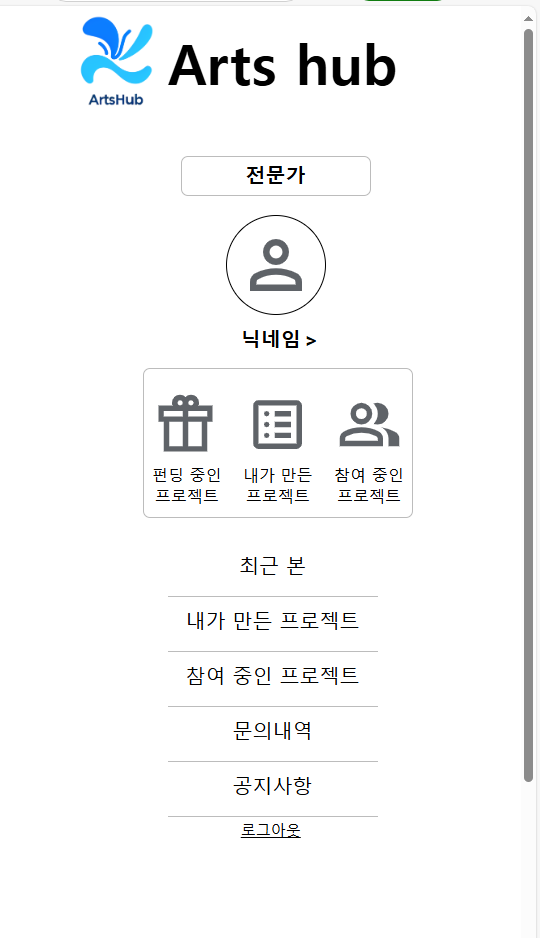 ArtsHub
Arts hub
전문가
닉네임 >
펀딩 중인
프로젝트
내가 만든
프로젝트
참여 중인
프로젝트
최근 본
내가 만든 프로젝트
참여 중인 프로젝트
문의내역
공지사항
로그아웃